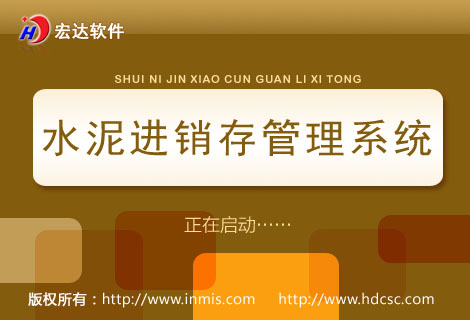 宏达软件
SHUI NI JIN XIAO CUN GUAN LI XI TONG
水泥进销存管理系统
正在启动……
版权所有：http://www.inmis.com http://www.hdcsc.com